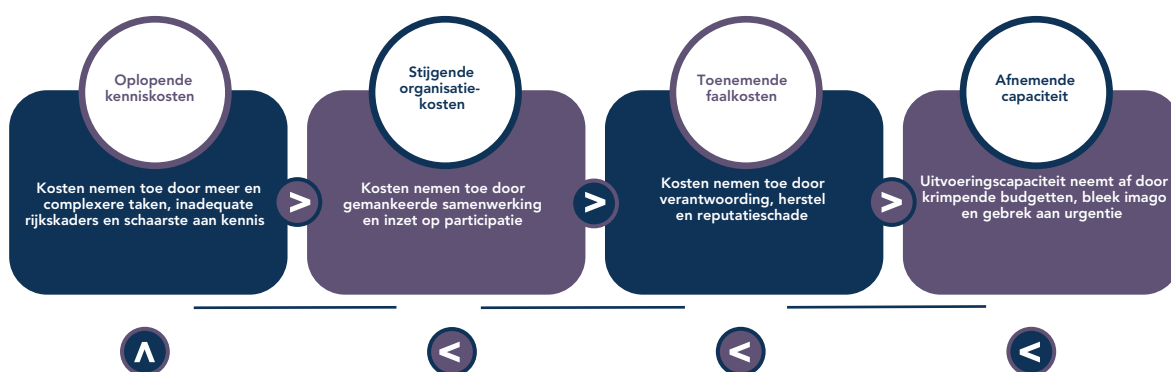 Oplopende
kenniskosten
Stijgende
organisatie-
kosten
Toenemende
faalkosten
Afnemende
capaciteit
Kosten nemen toe door meer en
complexere taken, inadequate
rijkskaders en schaarste aan kennis
>
Kosten nemen toe door
gemankeerde samenwerking
en inzet op participatie
>
Kosten nemen toe door
verantwoording, herstel
en reputatieschade
>
Uitvoeringscapaciteit neemt af door
krimpende budgetten, bleek imago
en gebrek aan urgentie